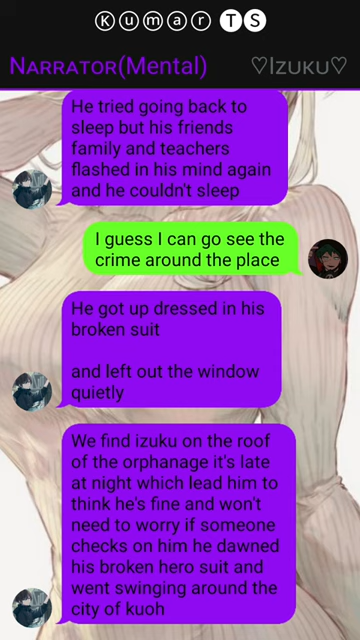 Kumar TS
Narrator(Mental) ♡Izuku♡
He tried going back to
sleep but his friends
family and teachers
flashed in his mind again
and he couldn't sleep
I guess I can go see the
crime around the place
He got up dressed in his
broken suit
and left out the window
quietly
We find izuku on the roof
of the orphanage it's late
at night which lead him to
think he's fine and won't
need to worry if someone
checks on him he dawned
his broken hero suit and
went swinging around the
city of kuoh